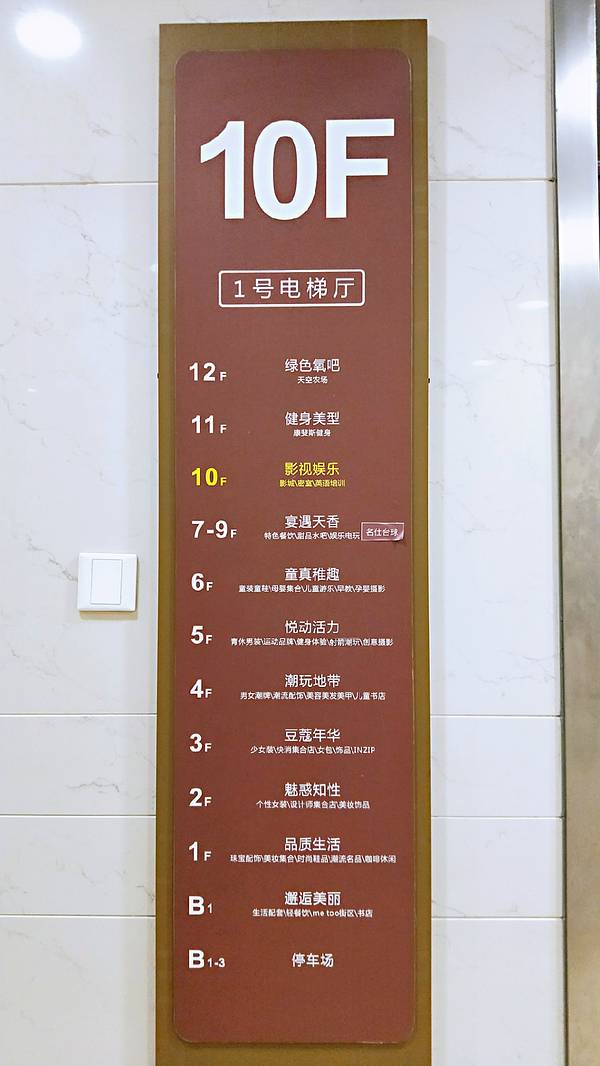 10F
1号电梯厅
12F 绿色氧吧
天空农场
11F 健身美型
康斐斯健身
10F 影视娱乐
影城\密室\英语培训
7-9F 宴遇天香
特色餐饮\甜品水吧\娱乐电玩 名仕台球
6F 童真稚趣
童装童鞋\母婴集合\儿童游乐\早教\孕婴摄影
5F 悦动活力
青休男装\运动品牌\健身体验\射箭潮玩\创意摄影
4F 潮玩地带
男女潮牌\潮流配饰\美容美发美甲\儿童书店
3F 豆蔻年华
少女装\快消集合店\女包\饰品\INZIP
2F 魅惑知性
个性女装\设计师集合店\美妆饰品
1F 品质生活
珠宝配饰\美妆集合\时尚鞋品\潮流名品\咖啡休闲
B1 邂逅美丽
生活配套\轻餐饮\me too街区\书店
B1-3 停车场